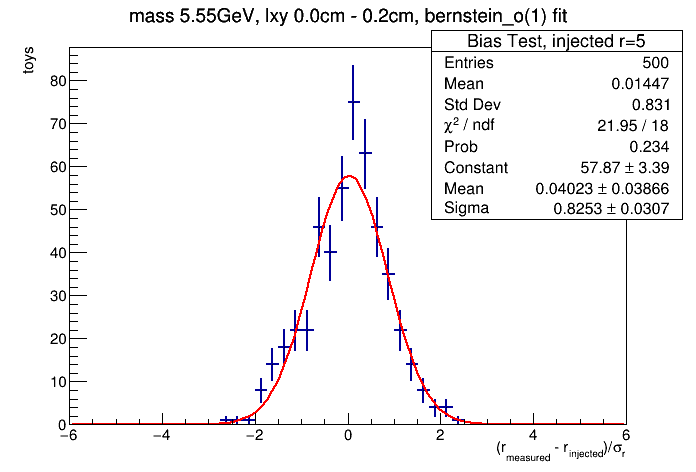 mass 5.55GeV, lxy 0.0cm - 0.2cm, bernstein_o(1) fit
Bias Test, injected r=5
Entries 500
Mean 0.01447
Std Dev 0.831
χ² / ndf 21.95 / 18
Prob 0.234
Constant 57.87 ± 3.39
Mean 0.04023 ± 0.03866
Sigma 0.8253 ± 0.0307
toys
80
70
60
50
40
30
20
10
0
−6 −4 −2 0 2 4 6
(r_measured - r_injected)/σ_r